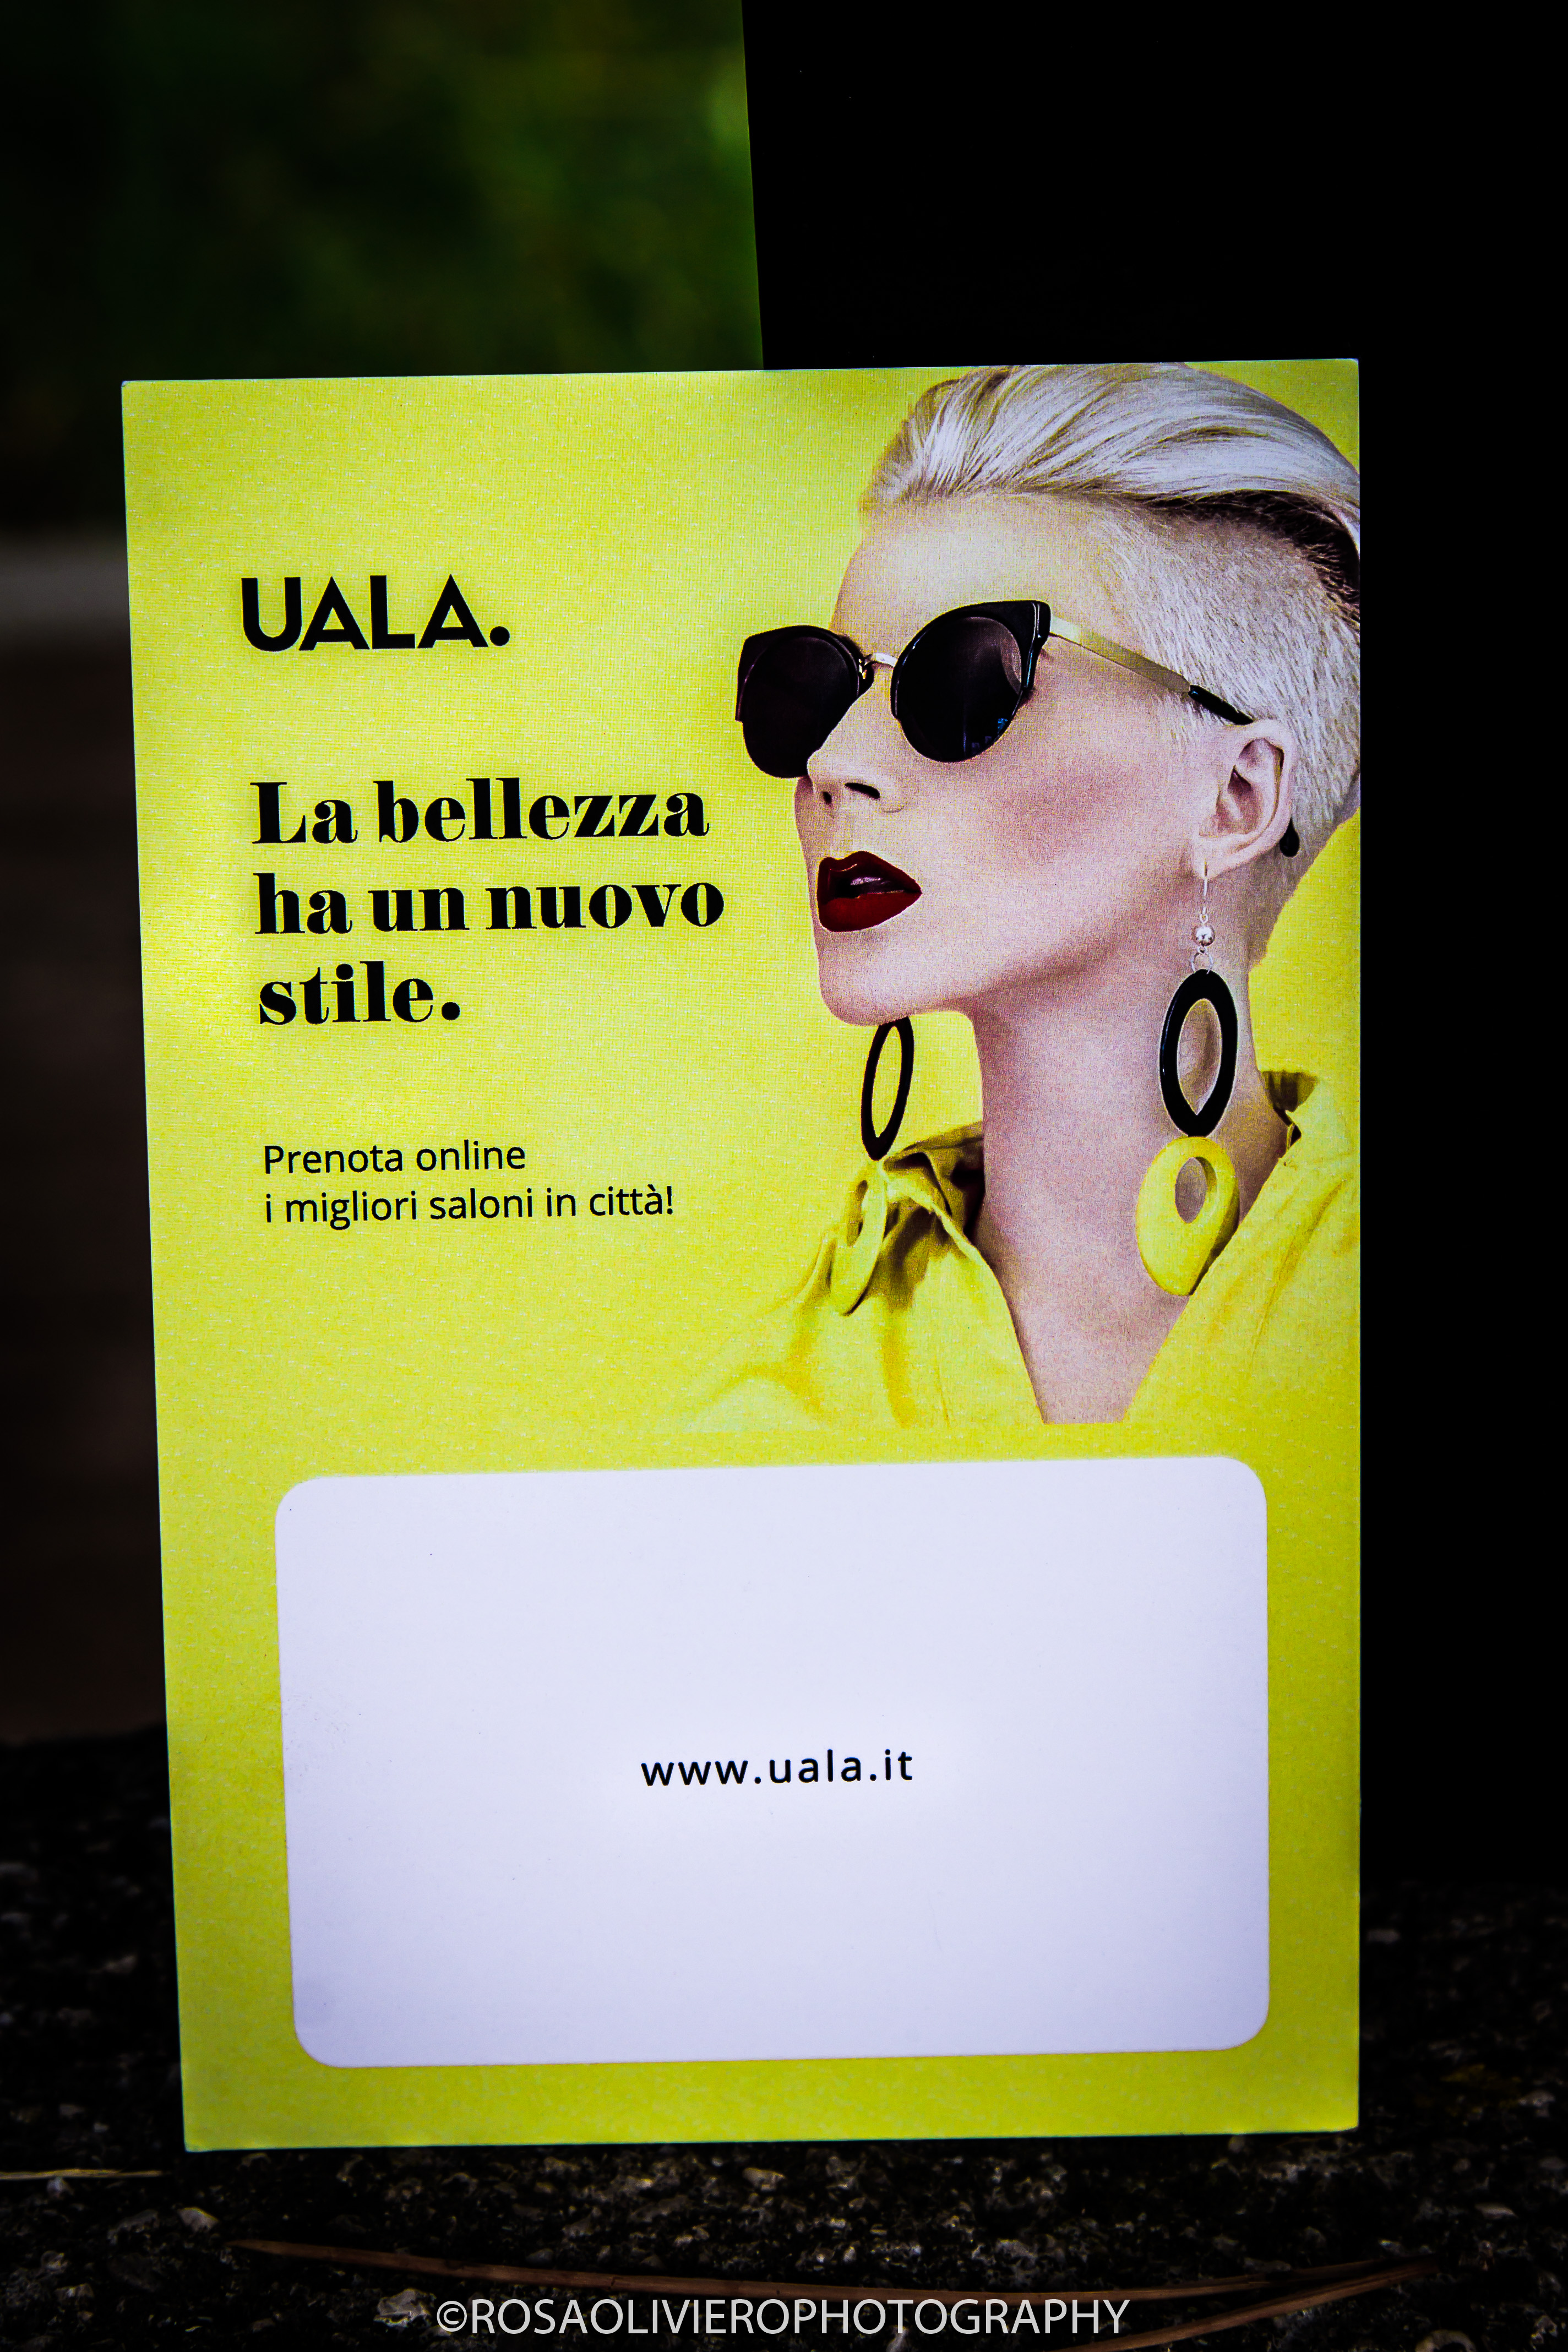 UALA.
La bellezza
ha un nuovo
stile.
Prenota online
i migliori saloni in città!
www.uala.it
©ROSAOLIVIEROPHOTOGRAPHY